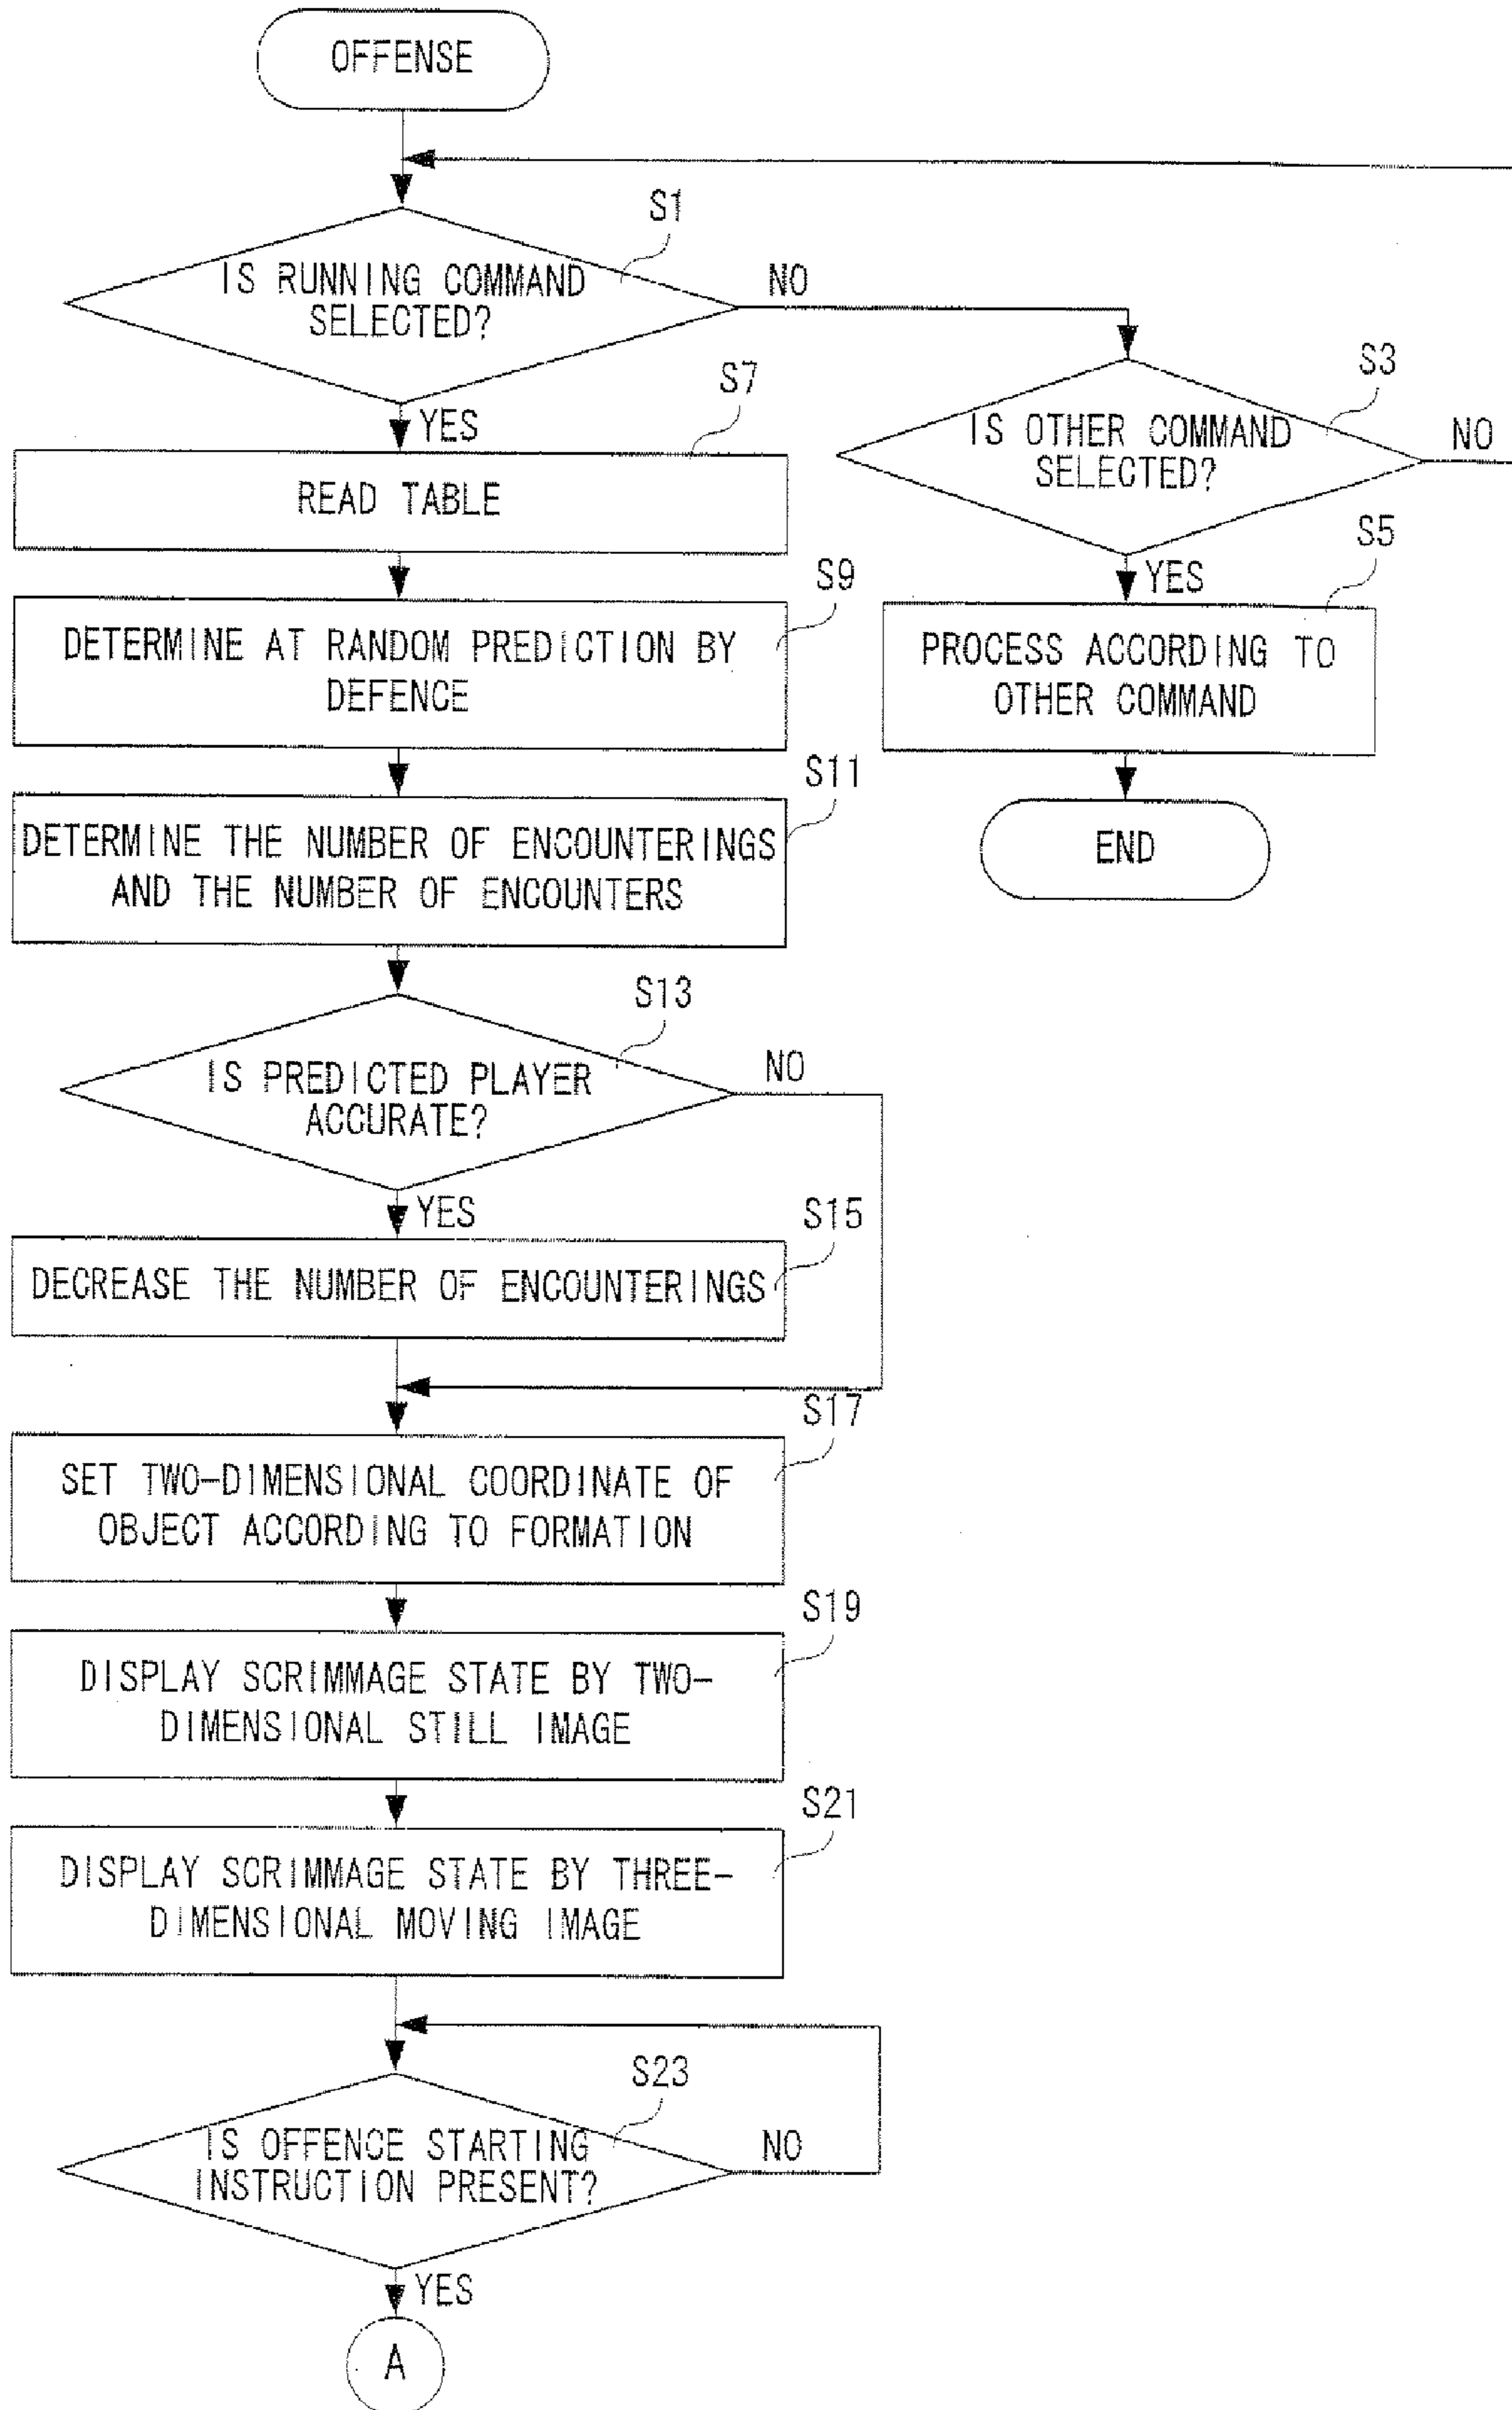 OFFENSE
S1
IS RUNNING COMMAND
SELECTED?
NO
YES
S3
IS OTHER COMMAND
SELECTED?
NO
YES
S5
PROCESS ACCORDING TO
OTHER COMMAND
END
S7
READ TABLE
S9
DETERMINE AT RANDOM PREDICTION BY
DEFENCE
S11
DETERMINE THE NUMBER OF ENCOUNTERINGS
AND THE NUMBER OF ENCOUNTERS
S13
IS PREDICTED PLAYER
ACCURATE?
NO
YES
S15
DECREASE THE NUMBER OF ENCOUNTERINGS
S17
SET TWO-DIMENSIONAL COORDINATE OF
OBJECT ACCORDING TO FORMATION
S19
DISPLAY SCRIMMAGE STATE BY TWO-
DIMENSIONAL STILL IMAGE
S21
DISPLAY SCRIMMAGE STATE BY THREE-
DIMENSIONAL MOVING IMAGE
S23
IS OFFENCE STARTING
INSTRUCTION PRESENT?
NO
YES
A